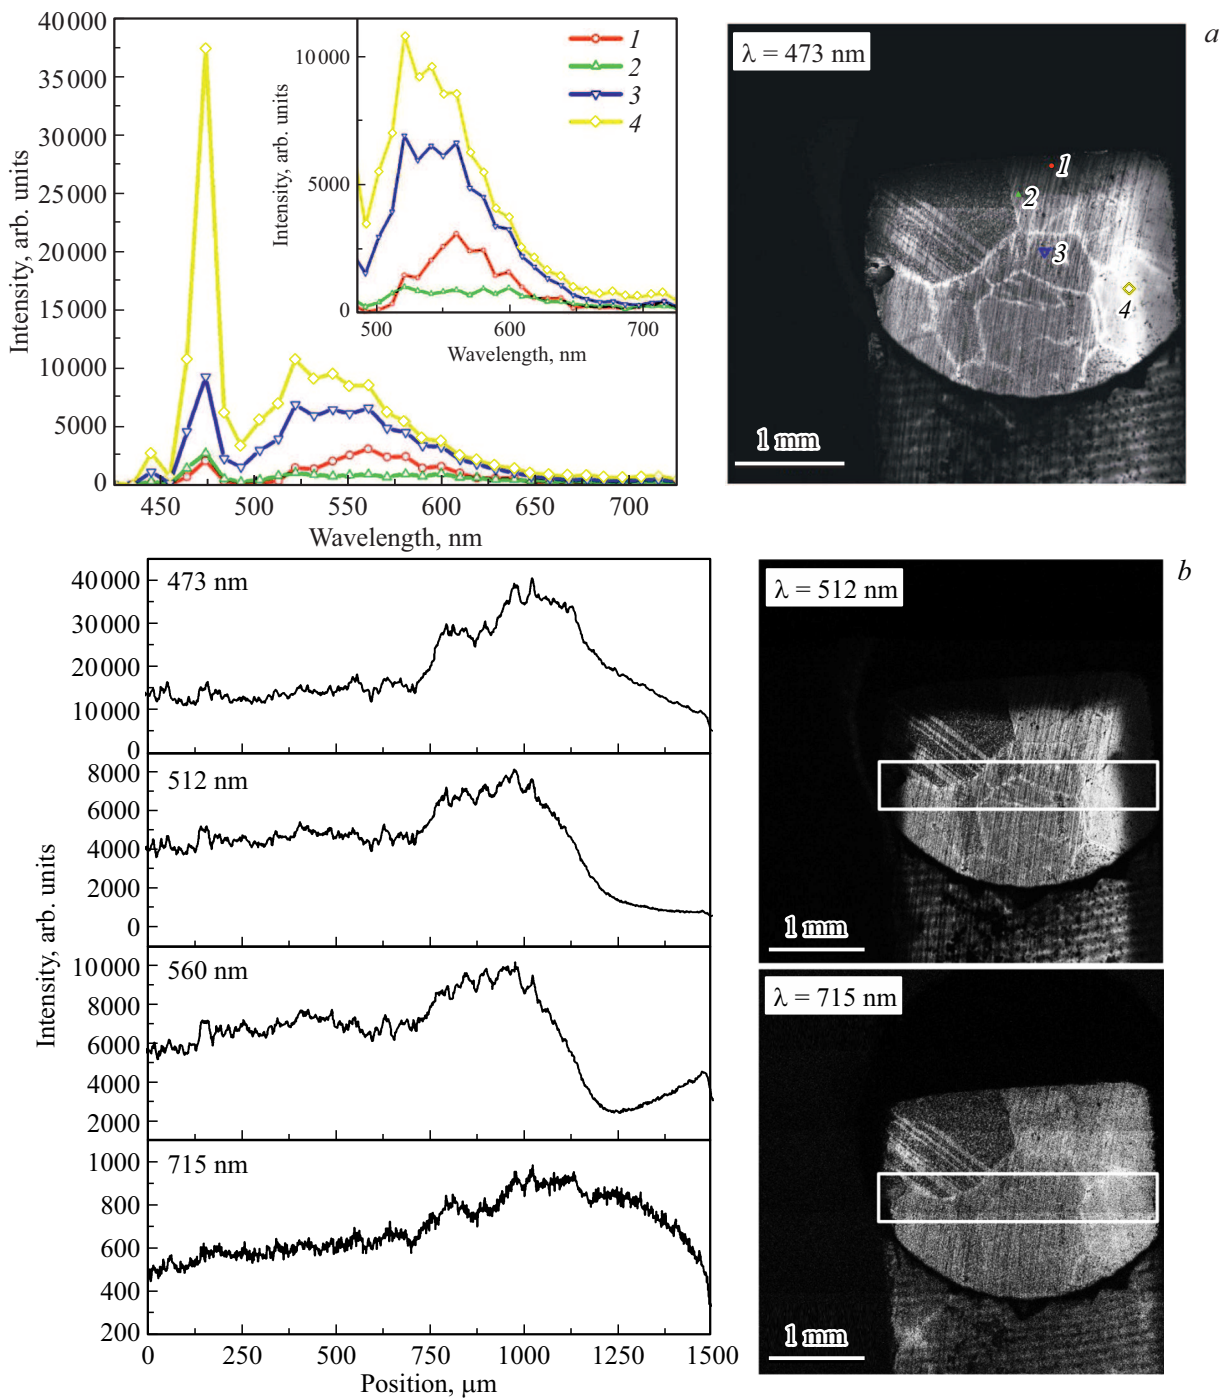 40000
35000
30000
25000
20000
15000
10000
5000
0
Intensity, arb. units
450 500 550 600 650 700
Wavelength, nm
10000
5000
0
Intensity, arb. units
500 600 700
Wavelength, nm
1
2
3
4
a
λ = 473 nm
1
2
3
4
1 mm
473 nm
40000
30000
20000
10000
0
512 nm
8000
6000
4000
2000
0
560 nm
10000
8000
6000
4000
2000
715 nm
1000
800
600
400
200
Intensity, arb. units
0 250 500 750 1000 1250 1500
Position, μm
b
λ = 512 nm
1 mm
λ = 715 nm
1 mm